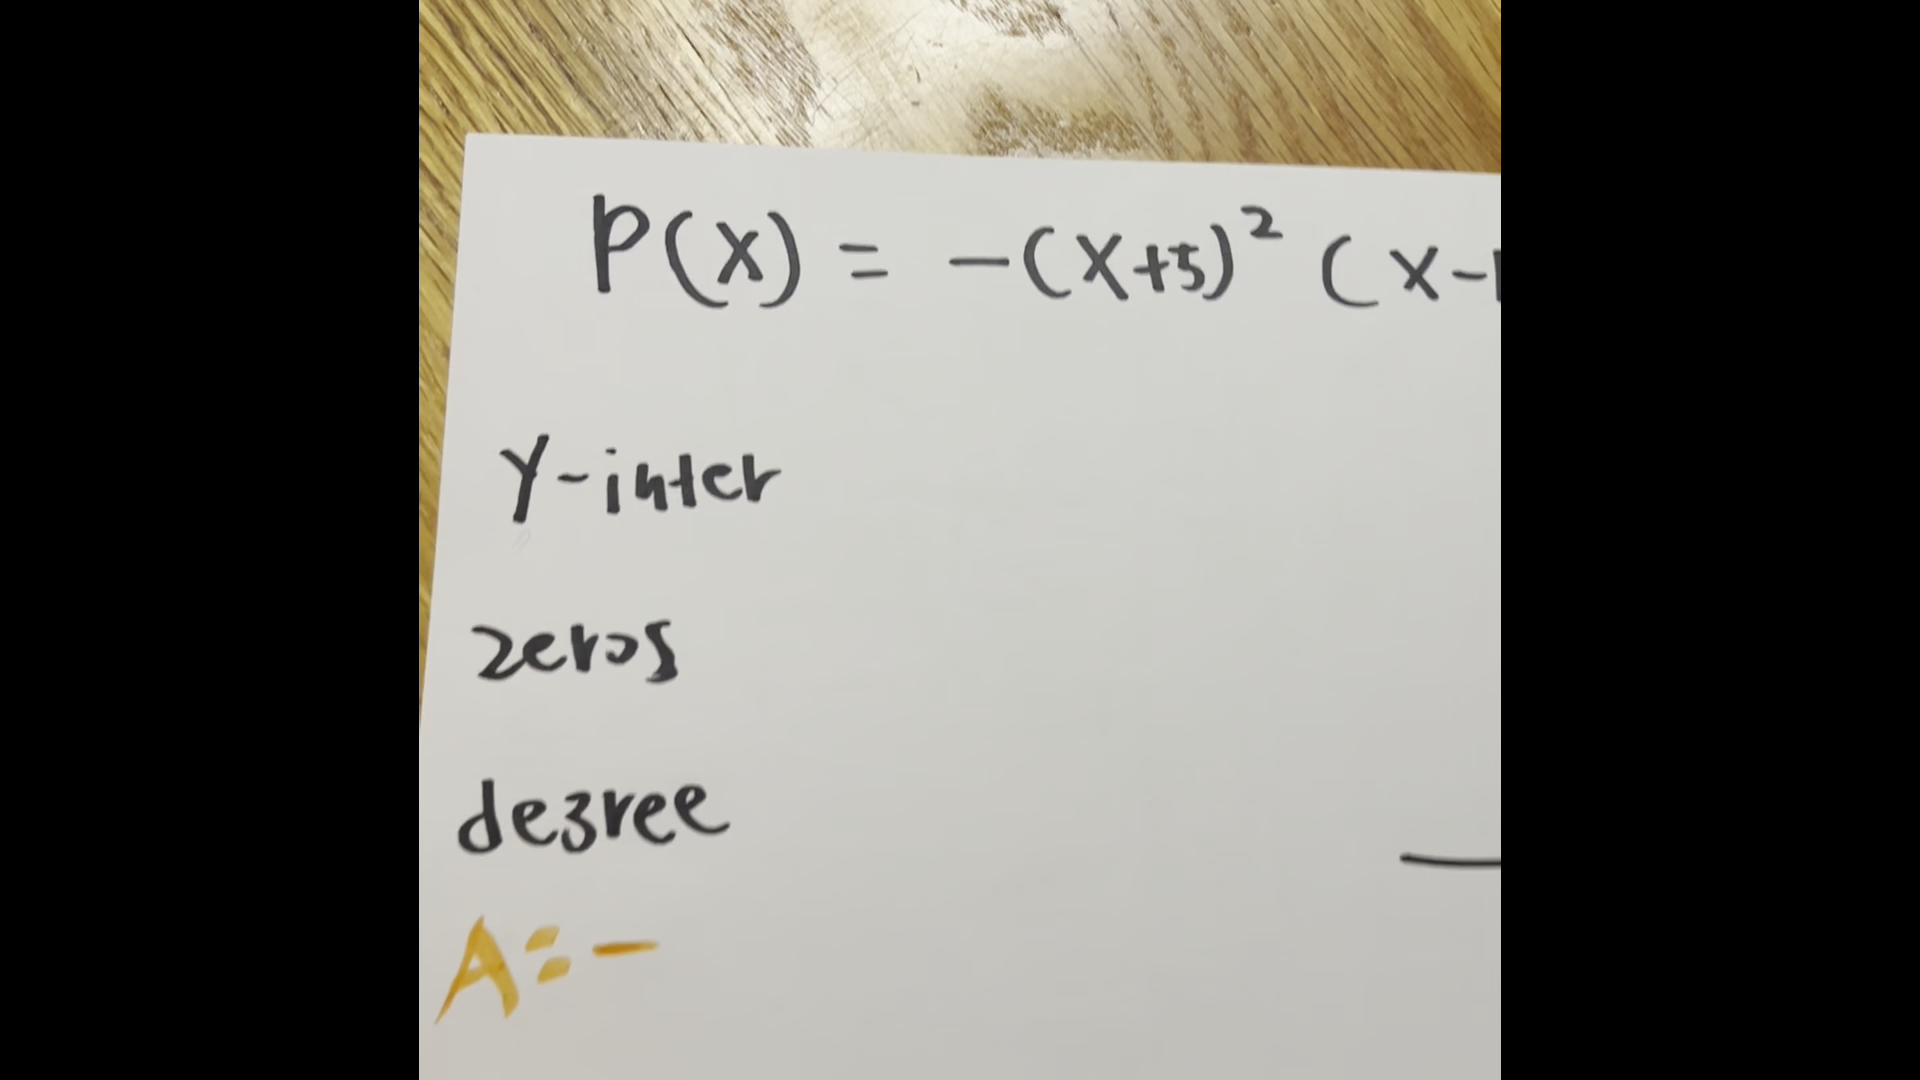 P(x) = -(x+5)² (x-
Y-inter
zeros
degree
A=-